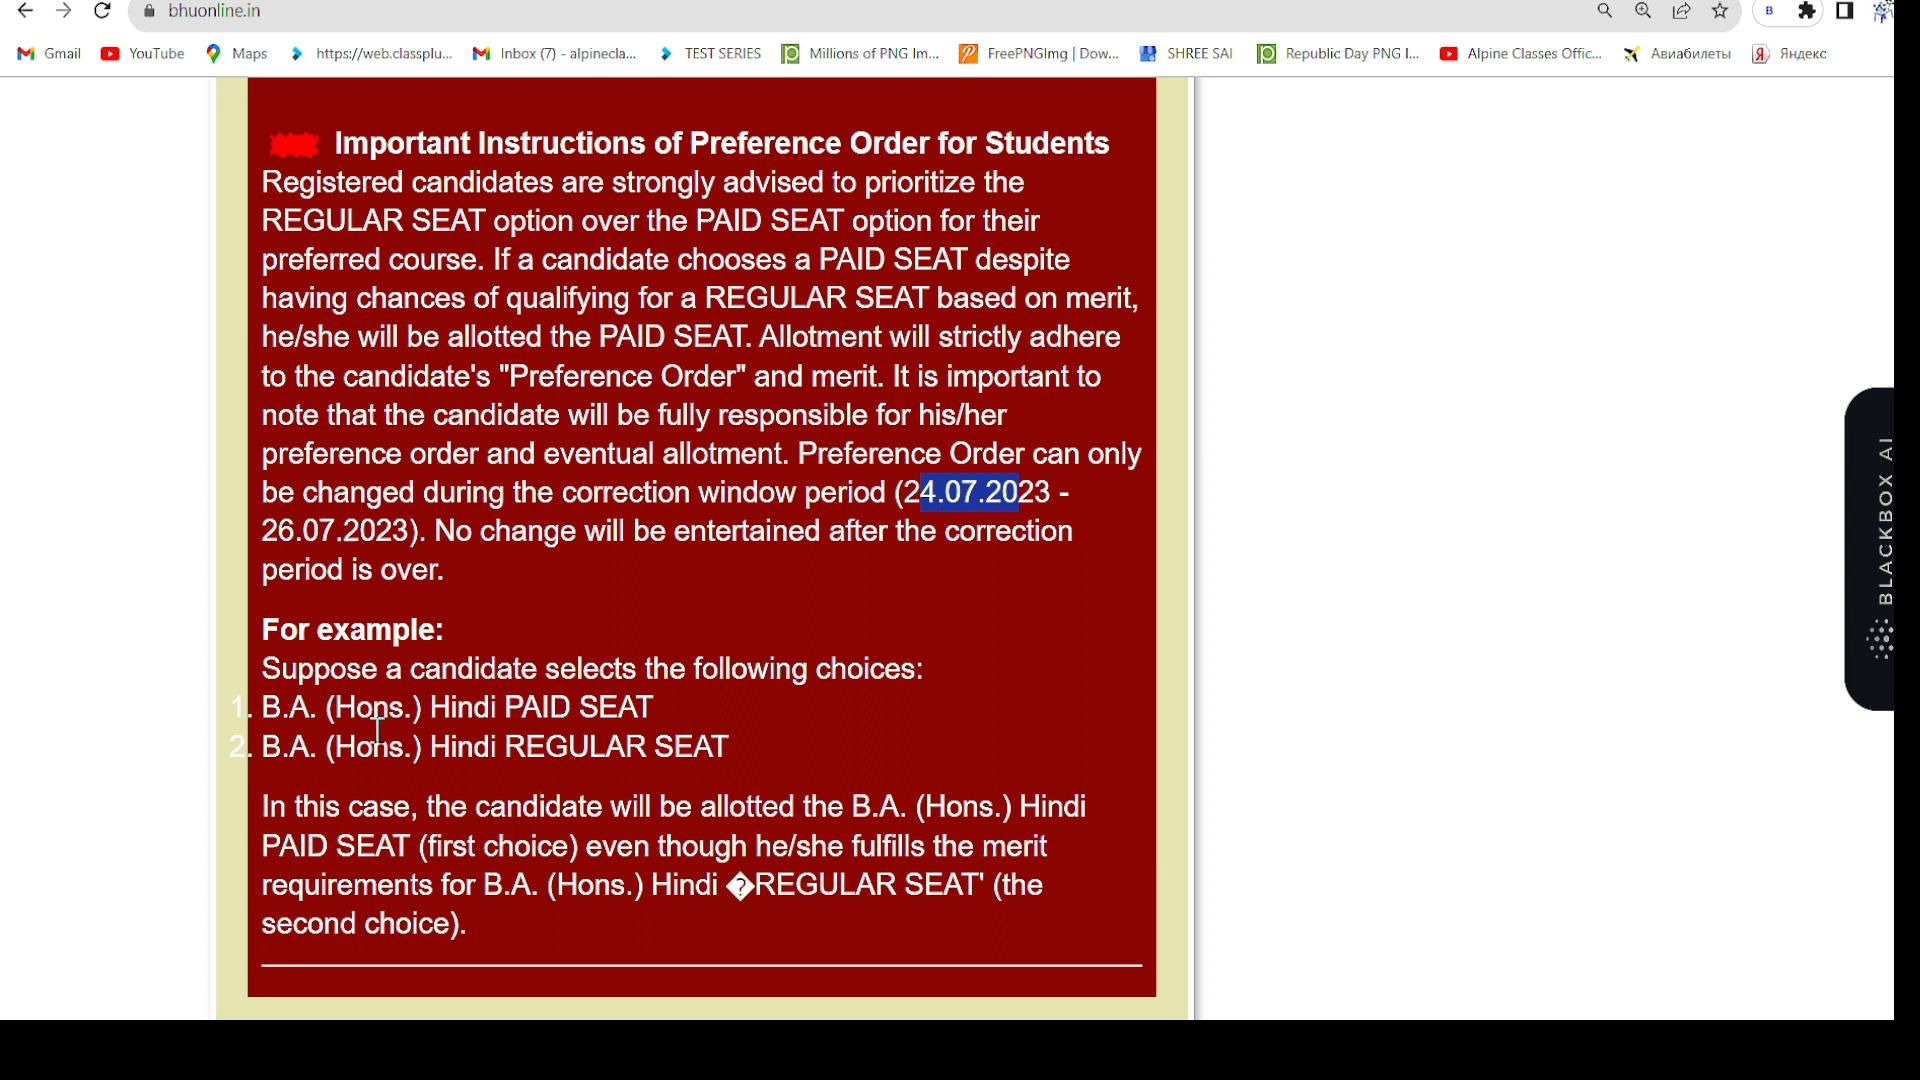 bhuonline.in
B
Gmail YouTube Maps https://web.classplu... Inbox (7) - alpinecla... TEST SERIES Millions of PNG Im... FreePNGImg | Dow... SHREE SAI Republic Day PNG I... Alpine Classes Offic... Авиабилеты Яндекс
Important Instructions of Preference Order for Students
Registered candidates are strongly advised to prioritize the
REGULAR SEAT option over the PAID SEAT option for their
preferred course. If a candidate chooses a PAID SEAT despite
having chances of qualifying for a REGULAR SEAT based on merit,
he/she will be allotted the PAID SEAT. Allotment will strictly adhere
to the candidate's "Preference Order" and merit. It is important to
note that the candidate will be fully responsible for his/her
preference order and eventual allotment. Preference Order can only
be changed during the correction window period (24.07.2023 -
26.07.2023). No change will be entertained after the correction
period is over.
For example:
Suppose a candidate selects the following choices:
1. B.A. (Hons.) Hindi PAID SEAT
2. B.A. (Hons.) Hindi REGULAR SEAT
In this case, the candidate will be allotted the B.A. (Hons.) Hindi
PAID SEAT (first choice) even though he/she fulfills the merit
requirements for B.A. (Hons.) Hindi �REGULAR SEAT' (the
second choice).
BLACKBOX AI